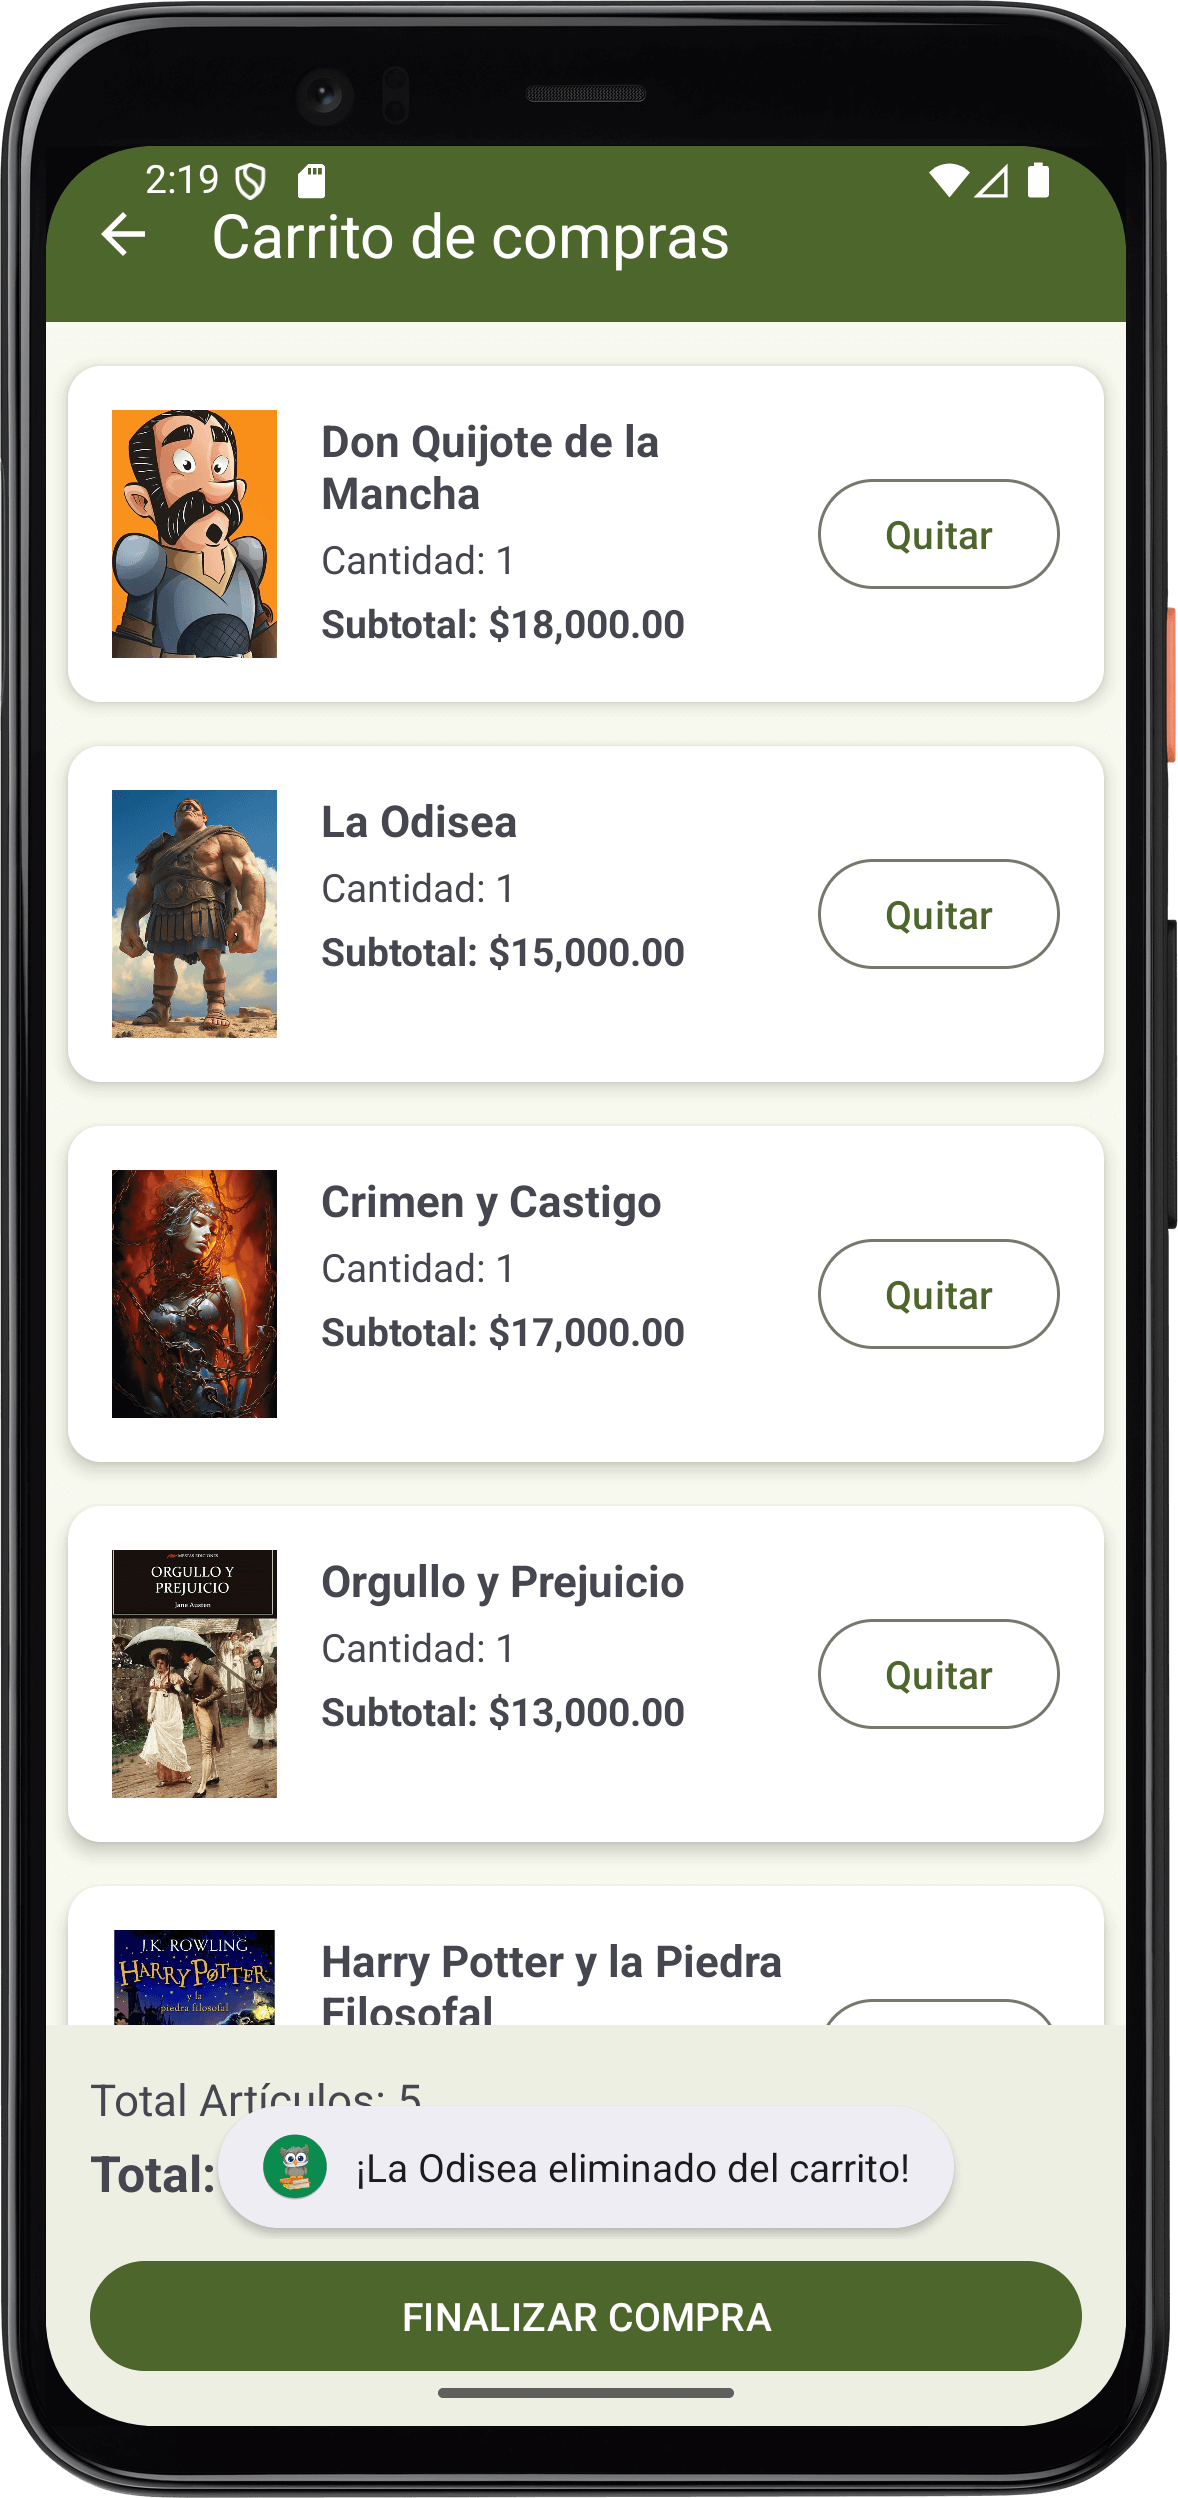 2:19
Carrito de compras
Don Quijote de la
Mancha
Cantidad: 1
Subtotal: $18,000.00
Quitar
La Odisea
Cantidad: 1
Subtotal: $15,000.00
Quitar
Crimen y Castigo
Cantidad: 1
Subtotal: $17,000.00
Quitar
ORGULLO Y
PREJUICIO
Jane Austen
Orgullo y Prejuicio
Cantidad: 1
Subtotal: $13,000.00
Quitar
J.K. ROWLING
HARRY POTTER
y la
piedra filosofal
Harry Potter y la Piedra
Filosofal
Total Artículos: 5
Total:
¡La Odisea eliminado del carrito!
FINALIZAR COMPRA